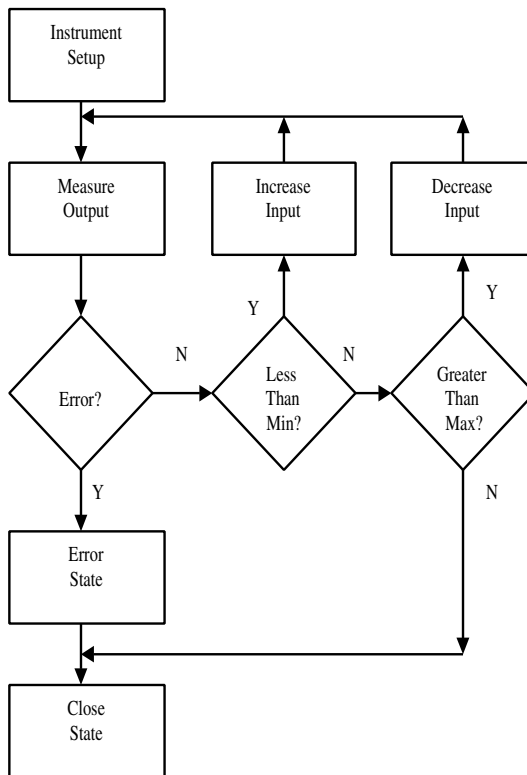 Instrument
Setup
Measure
Output
Increase
Input
Decrease
Input
Y
Y
N
N
Error?
Less
Than
Min?
Greater
Than
Max?
Y
N
Error
State
Close
State